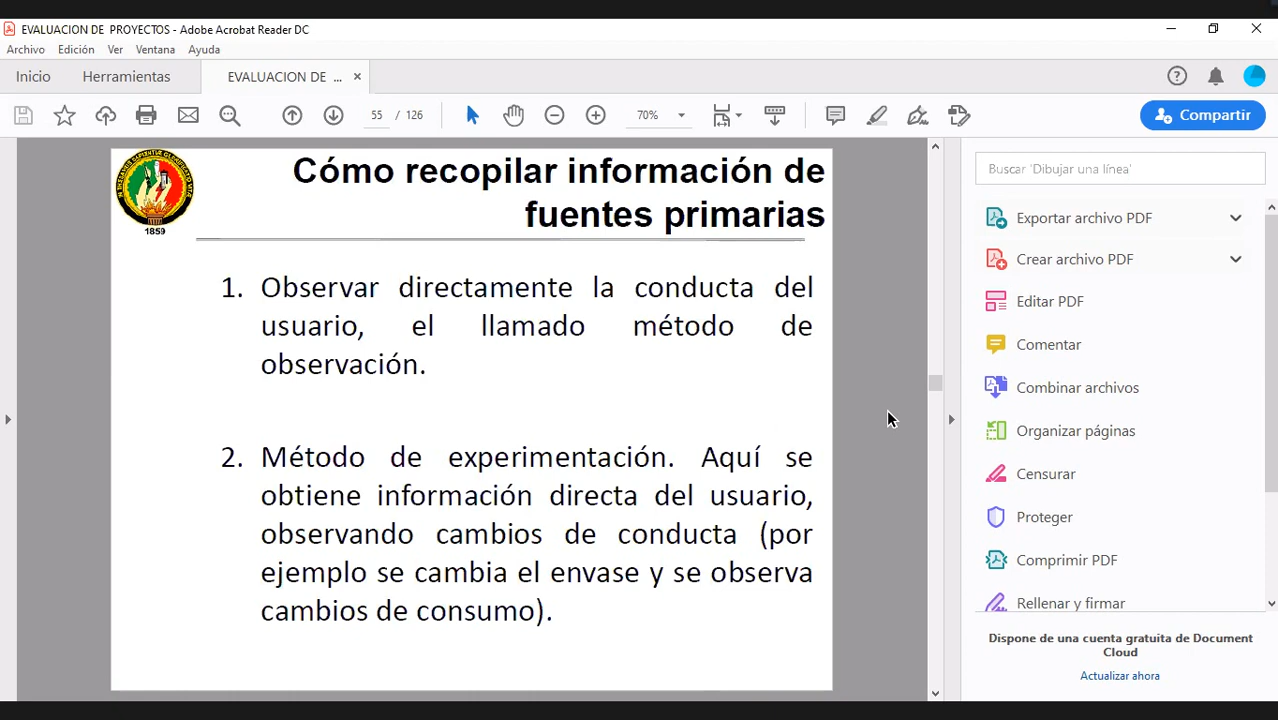 EVALUACION DE PROYECTOS - Adobe Acrobat Reader DC
Archivo Edición Ver Ventana Ayuda
Inicio Herramientas EVALUACION DE ... ×
55 / 126 70% Compartir
Cómo recopilar información de
fuentes primarias
1859
1. Observar directamente la conducta del
usuario, el llamado método de
observación.
2. Método de experimentación. Aquí se
obtiene información directa del usuario,
observando cambios de conducta (por
ejemplo se cambia el envase y se observa
cambios de consumo).
Buscar 'Dibujar una línea'
Exportar archivo PDF
Crear archivo PDF
Editar PDF
Comentar
Combinar archivos
Organizar páginas
Censurar
Proteger
Comprimir PDF
Rellenar y firmar
Dispone de una cuenta gratuita de Document
Cloud
Actualizar ahora